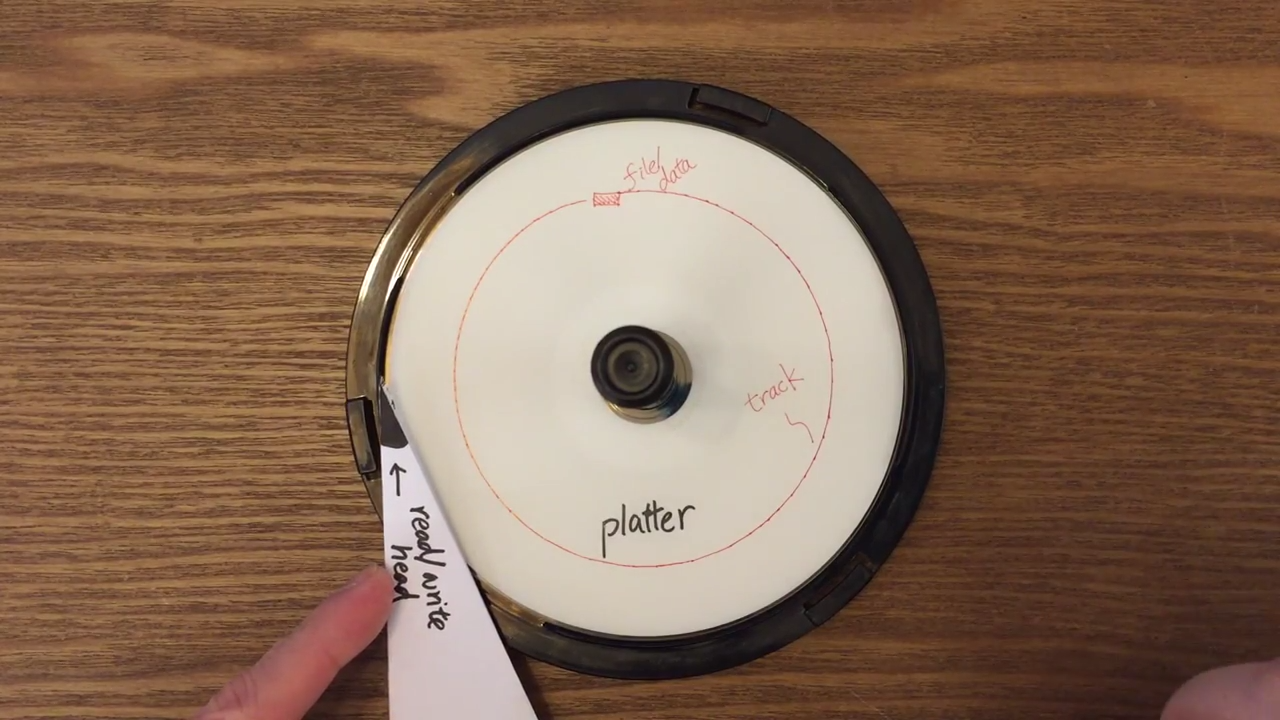 file/
data
track
platter
← read/write
head